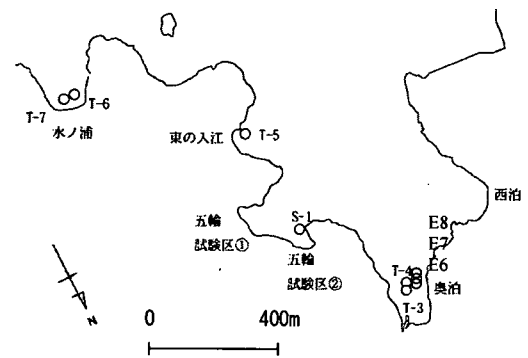 T-7
T-6
水ノ浦
東の入江
T-5
西泊
五輪
試験区①
S-1
五輪
試験区②
E8
E7
E6
T-4
奥泊
T-3
N
0
400m